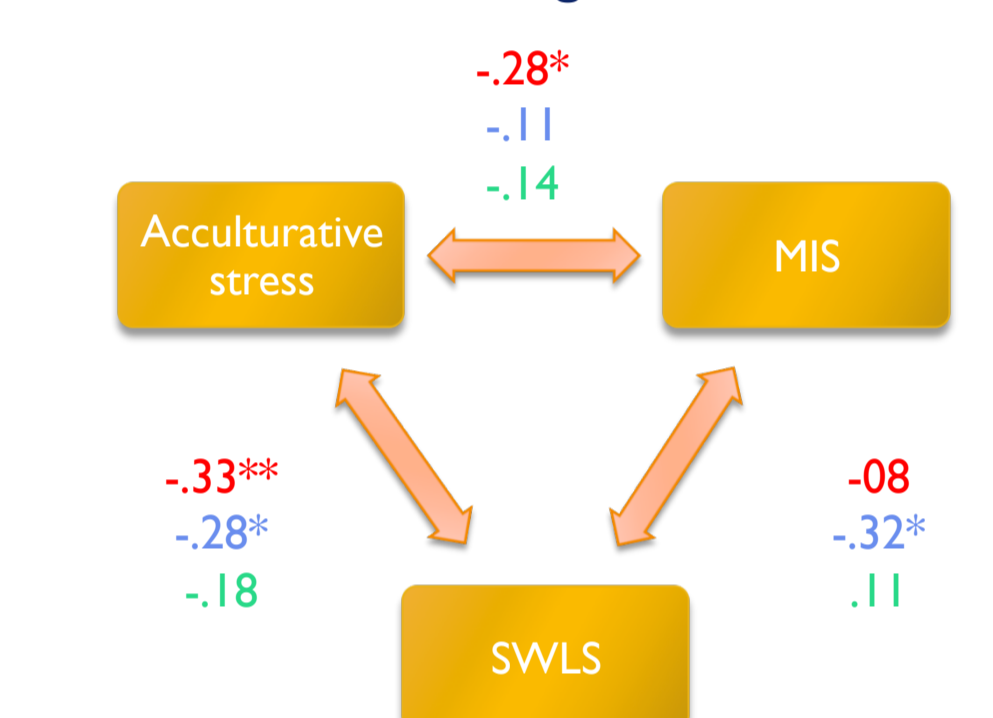 -.28*
-.11
-.14
Acculturative
stress
MIS
-.33**
-.28*
-.18
-08
-.32*
.11
SWLS